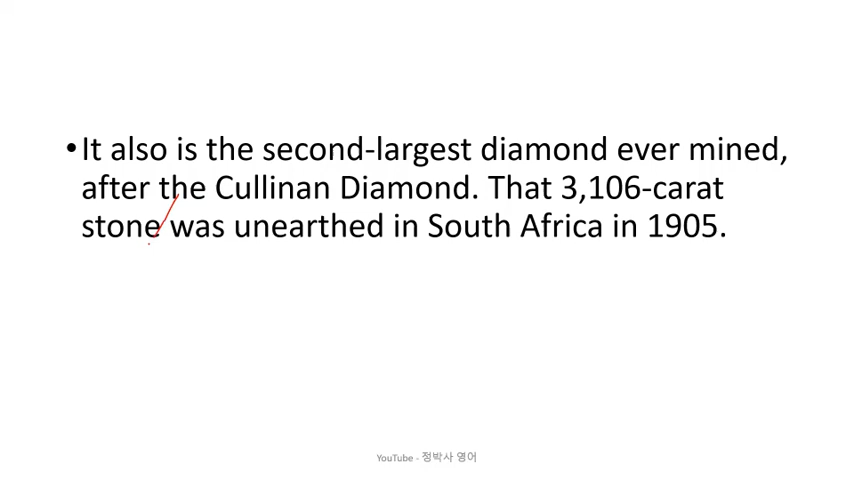 •It also is the second-largest diamond ever mined,
after the Cullinan Diamond. That 3,106-carat
stone was unearthed in South Africa in 1905.
YouTube - 정박사 영어